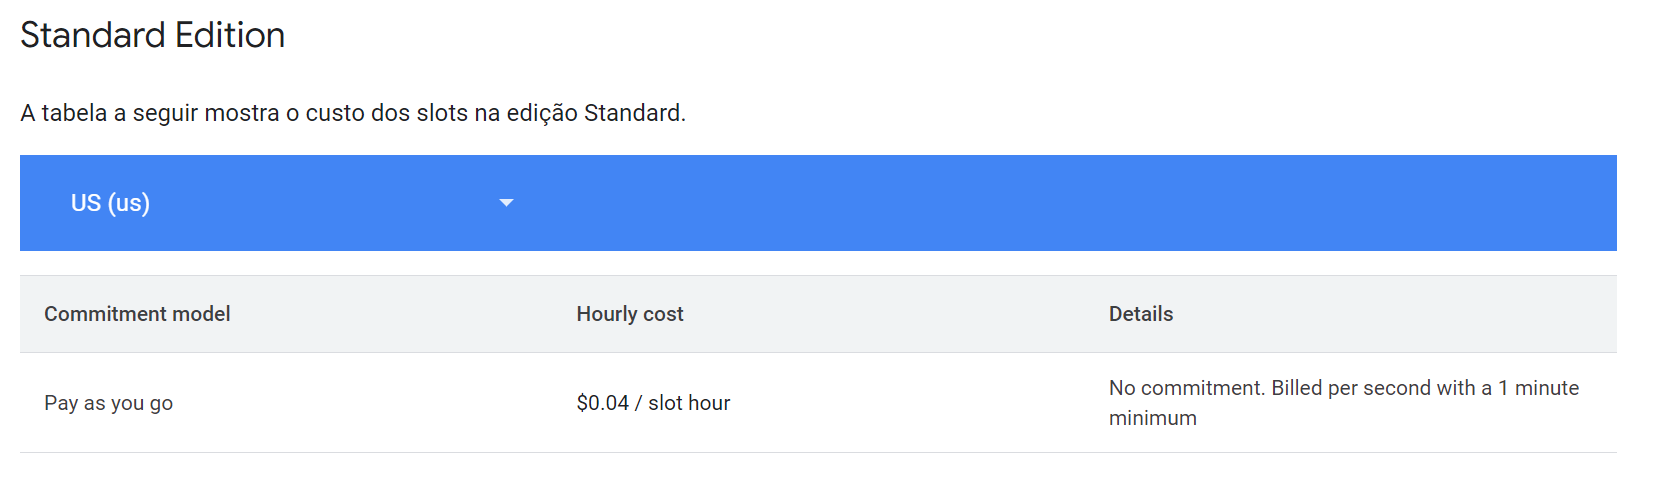 Standard Edition
A tabela a seguir mostra o custo dos slots na edição Standard.
US (us)
Commitment model
Hourly cost
Details
Pay as you go
$0.04 / slot hour
No commitment. Billed per second with a 1 minute
minimum